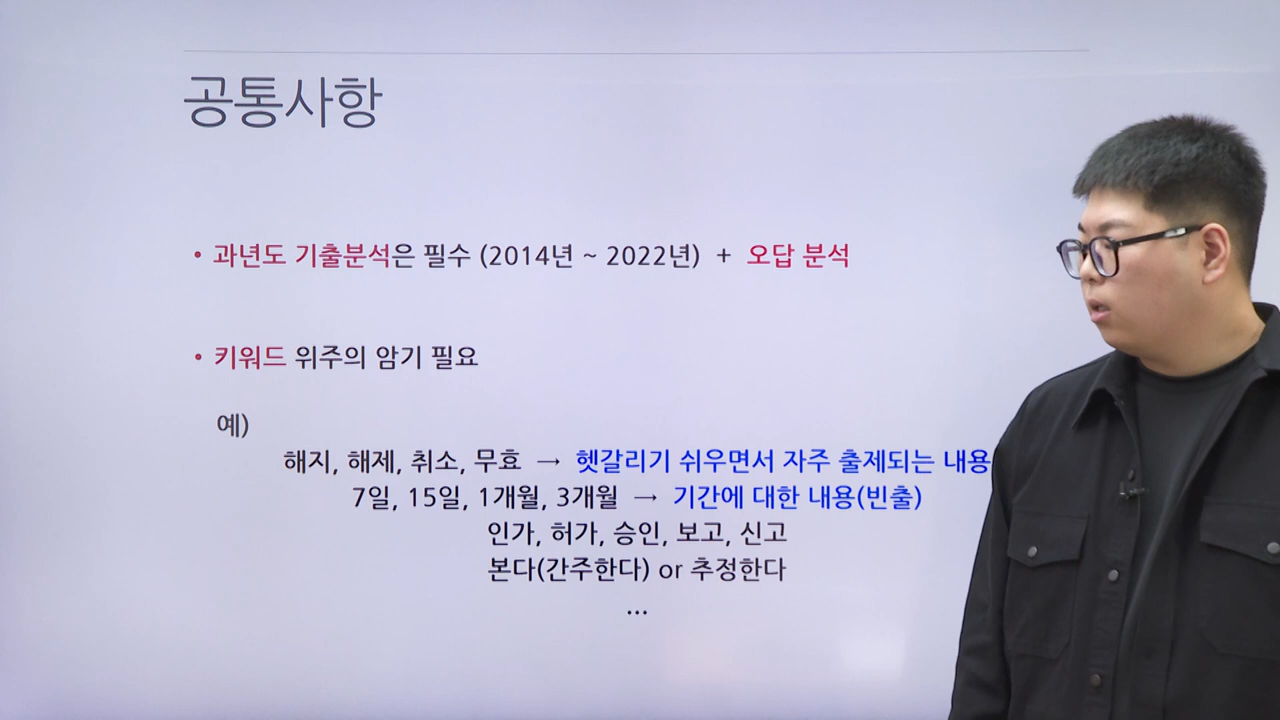 공통사항
• 과년도 기출분석은 필수 (2014년 ~ 2022년) + 오답 분석
• 키워드 위주의 암기 필요
예)
해지, 해제, 취소, 무효 → 헷갈리기 쉬우면서 자주 출제되는 내용
7일, 15일, 1개월, 3개월 → 기간에 대한 내용(빈출)
인가, 허가, 승인, 보고, 신고
본다(간주한다) or 추정한다
...